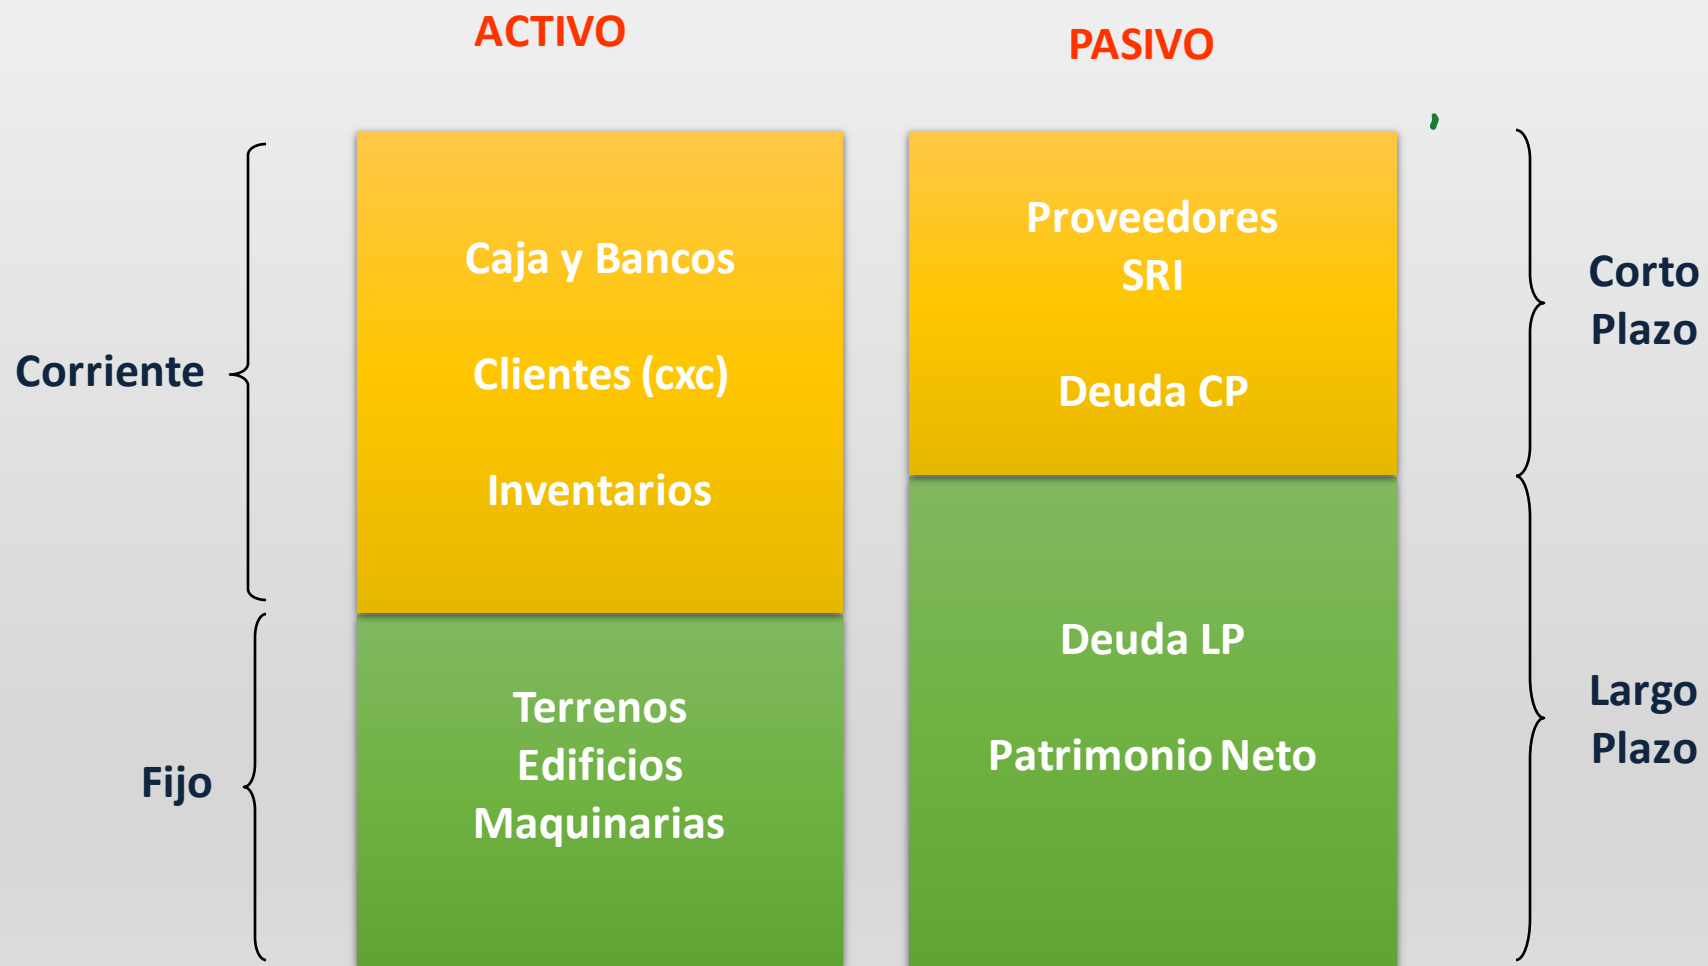 ACTIVO
PASIVO
Corriente
Caja y Bancos
Clientes (cxc)
Inventarios
Fijo
Terrenos
Edificios
Maquinarias
Proveedores
SRI
Deuda CP
Corto
Plazo
Deuda LP
Patrimonio Neto
Largo
Plazo